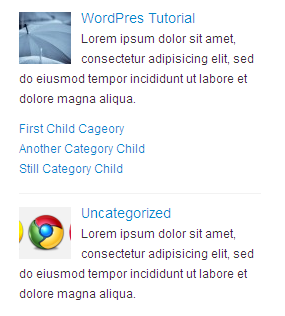 WordPres Tutorial
Lorem ipsum dolor sit amet,
consectetur adipisicing elit, sed
do eiusmod tempor incididunt ut labore et
dolore magna aliqua.
First Child Cageory
Another Category Child
Still Category Child
Uncategorized
Lorem ipsum dolor sit amet,
consectetur adipisicing elit, sed
do eiusmod tempor incididunt ut labore et
dolore magna aliqua.